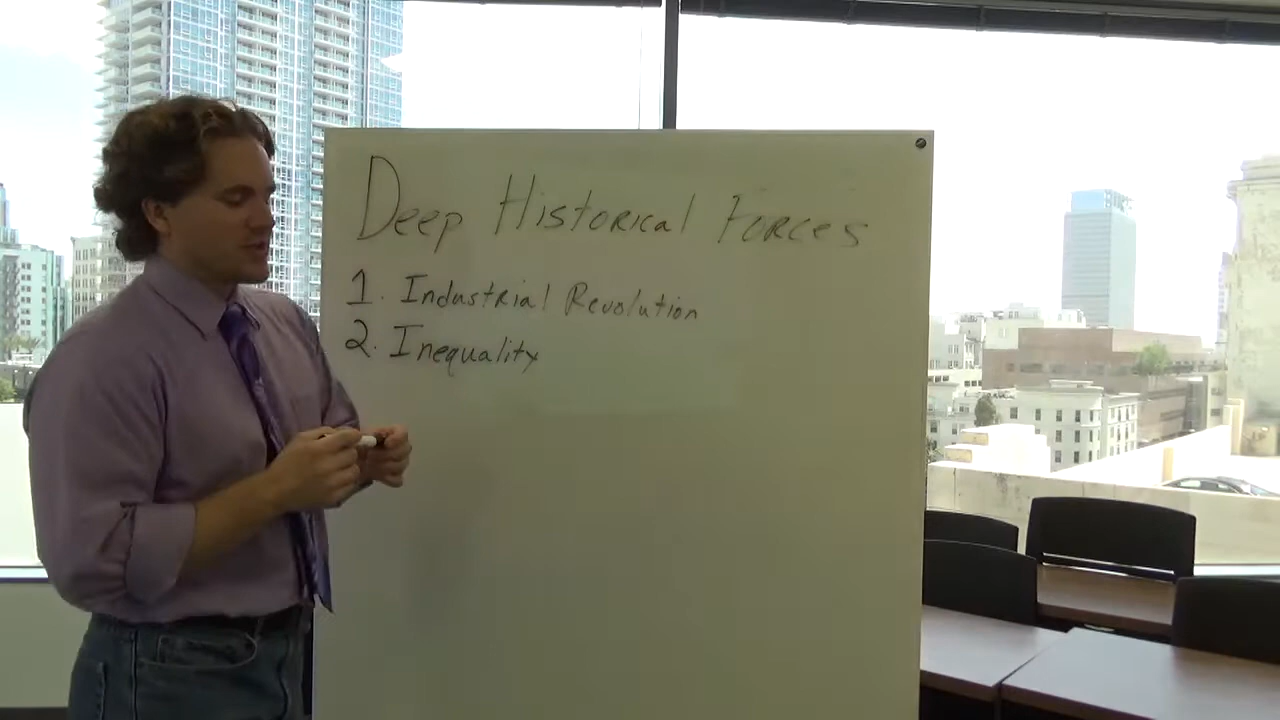 Deep Historical Forces
1. Industrial Revolution
2. Inequality